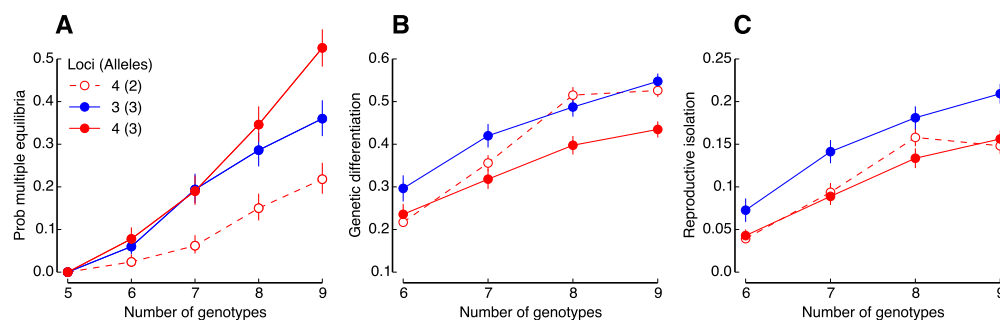 A
B
C
Prob multiple equilibria
0.5
0.4
0.3
0.2
0.1
0.0
Loci (Alleles)
4 (2)
3 (3)
4 (3)
5 6 7 8 9
Number of genotypes
Genetic differentiation
0.6
0.5
0.4
0.3
0.2
0.1
6 7 8 9
Number of genotypes
Reproductive isolation
0.25
0.20
0.15
0.10
0.05
0.0
6 7 8 9
Number of genotypes